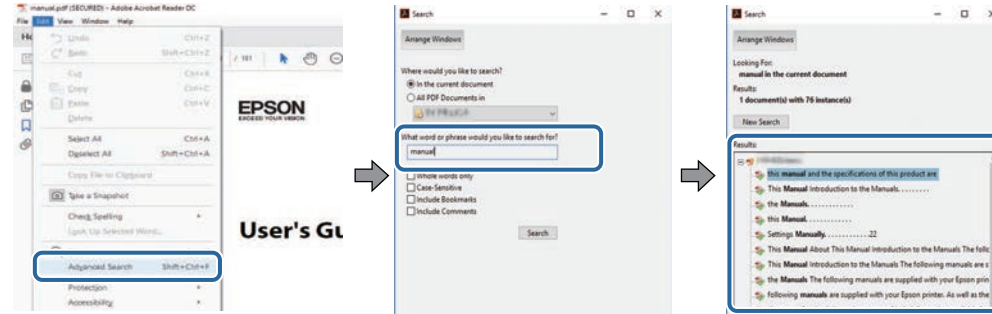 manual.pdf (SECURED) - Adobe Acrobat Reader DC
File Edit View Window Help
Undo Ctrl+Z
Redo Shift+Ctrl+Z
Cut Ctrl+X
Copy Ctrl+C
Paste Ctrl+V
Delete
Select All Ctrl+A
Deselect All Shift+Ctrl+A
Copy File to Clipboard
Take a Snapshot
Check Spelling
Look Up Selected Word...
Advanced Search Shift+Ctrl+F
Protection
Accessibility
/ 181
EPSON
EXCEED YOUR VISION
User's Gu
Search
Arrange Windows
Where would you like to search?
In the current document
All PDF Documents in
What word or phrase would you like to search for?
manual
Whole words only
Case-Sensitive
Include Bookmarks
Include Comments
Search
Search
Arrange Windows
Looking For:
manual in the current document
Results:
1 document(s) with 76 instance(s)
New Search
Results:
this manual and the specifications of this product are
This Manual Introduction to the Manuals. . . . . . . . .
the Manuals. . . . . . . . . . . . .
this Manual. . . . . . . . . . . .
Settings Manually. . . . . . . . . . . . .22
This Manual About This Manual Introduction to the Manuals The follo
This Manual Introduction to the Manuals The following manuals are s
the Manuals The following manuals are supplied with your Epson prin
following manuals are supplied with your Epson printer. As well as the